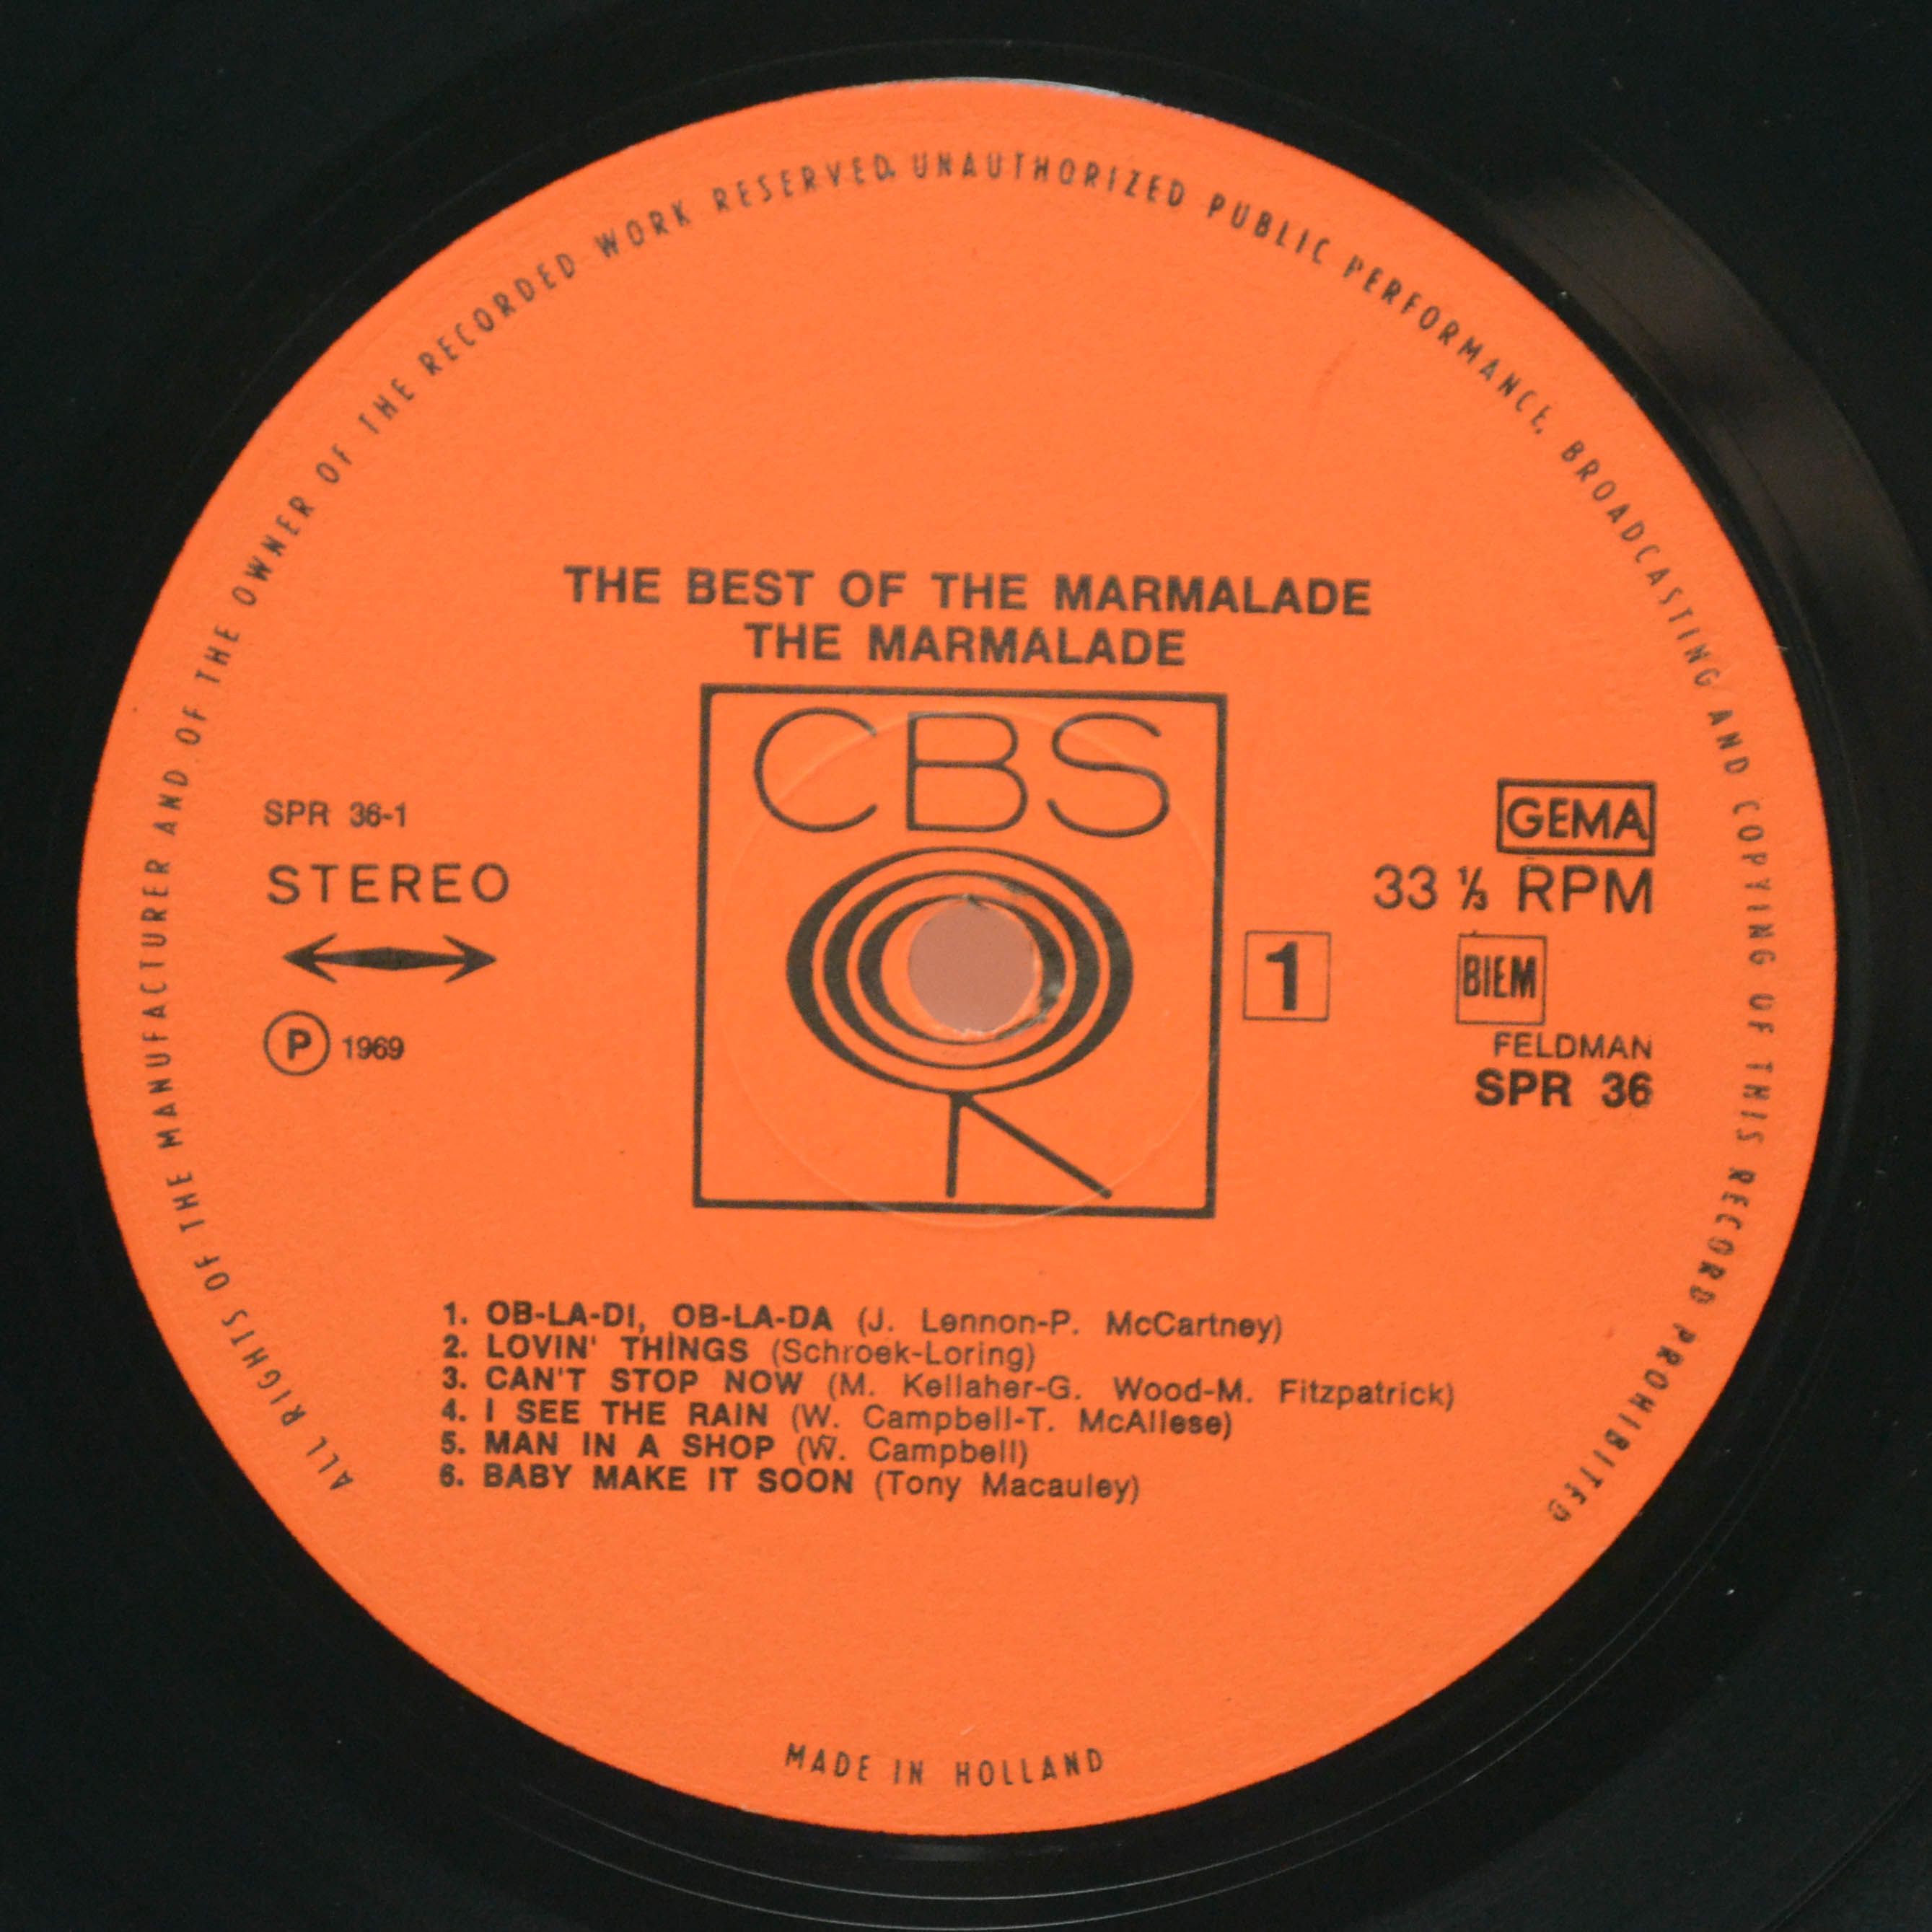 ALL RIGHTS OF THE MANUFACTURER AND OF THE OWNER OF THE RECORDED WORK RESERVED. UNAUTHORIZED PUBLIC PERFORMANCE, BROADCASTING AND COPYING OF THIS RECORD PROHIBITED
THE BEST OF THE MARMALADE
THE MARMALADE
CBS
SPR 36-1
STEREO
P 1969
GEMA
33 ⅓ RPM
1
BIEM
FELDMAN
SPR 36
1. OB-LA-DI, OB-LA-DA (J. Lennon-P. McCartney)
2. LOVIN' THINGS (Schroek-Loring)
3. CAN'T STOP NOW (M. Kellaher-G. Wood-M. Fitzpatrick)
4. I SEE THE RAIN (W. Campbell-T. McAllese)
5. MAN IN A SHOP (W. Campbell)
6. BABY MAKE IT SOON (Tony Macauley)
MADE IN HOLLAND